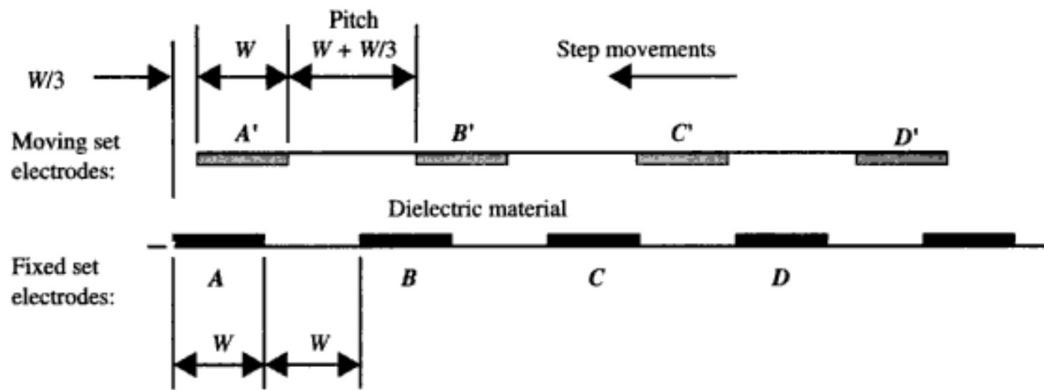 Pitch
W
W + W/3
Step movements
W/3
Moving set
electrodes:
A'
B'
C'
D'
Dielectric material
Fixed set
electrodes:
A
B
C
D
W
W